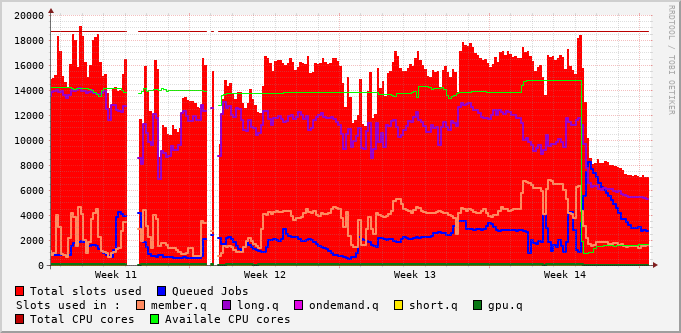 20000
18000
16000
14000
12000
10000
8000
6000
4000
2000
0
Week 11 Week 12 Week 13 Week 14
RRDTOOL / TOBI OETIKER
Total slots used Queued Jobs
Slots used in : member.q long.q ondemand.q short.q gpu.q
Total CPU cores Availale CPU cores